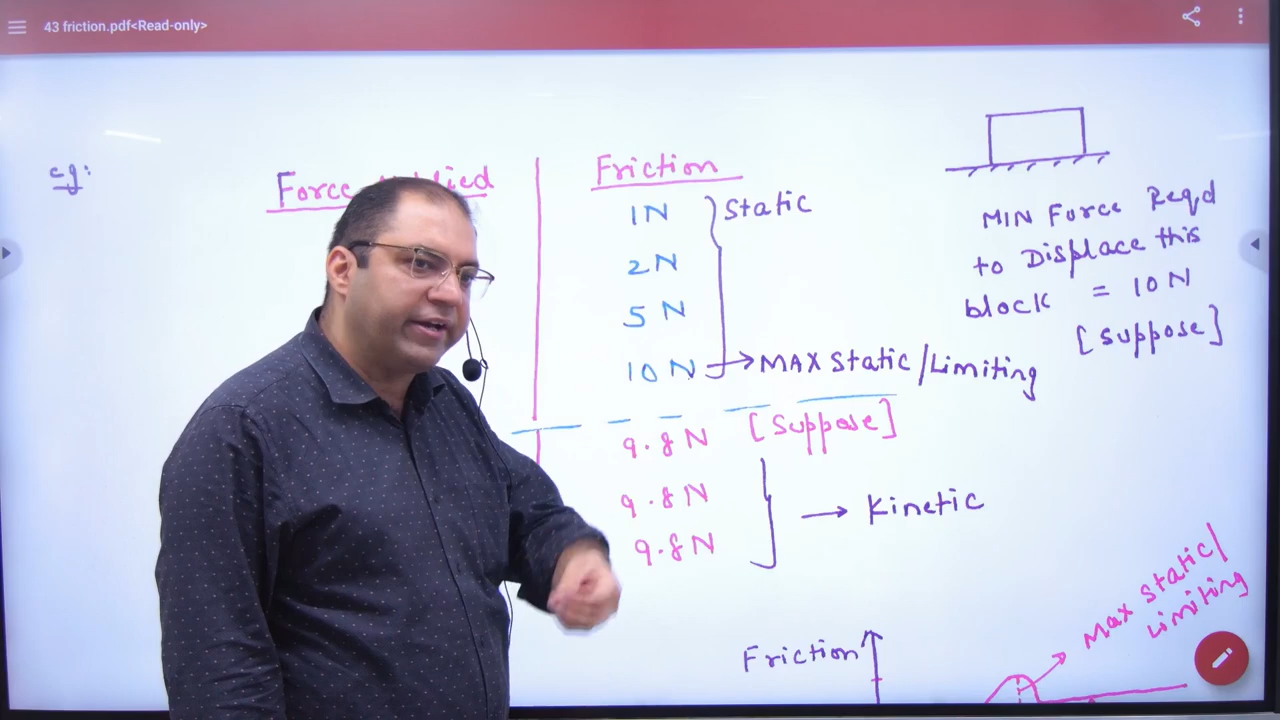 43 friction.pdf<Read-only>
eg:
Force
Friction
1N
Static
2N
5N
10N → MAX Static/Limiting
9.8N [Suppose]
9.8N
→ Kinetic
9.8N
MIN Force Reqd
to Displace this
block = 10N
[Suppose]
Friction
Max Static/
Limiting